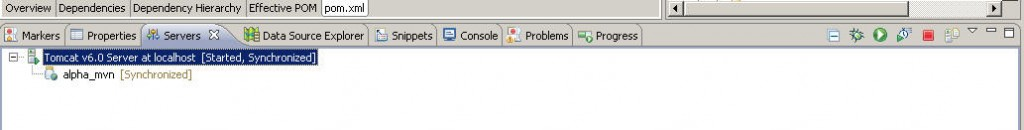 Overview Dependencies Dependency Hierarchy Effective POM pom.xml
Markers Properties Servers Data Source Explorer Snippets Console Problems Progress
Tomcat v6.0 Server at localhost [Started, Synchronized]
alpha_mvn [Synchronized]